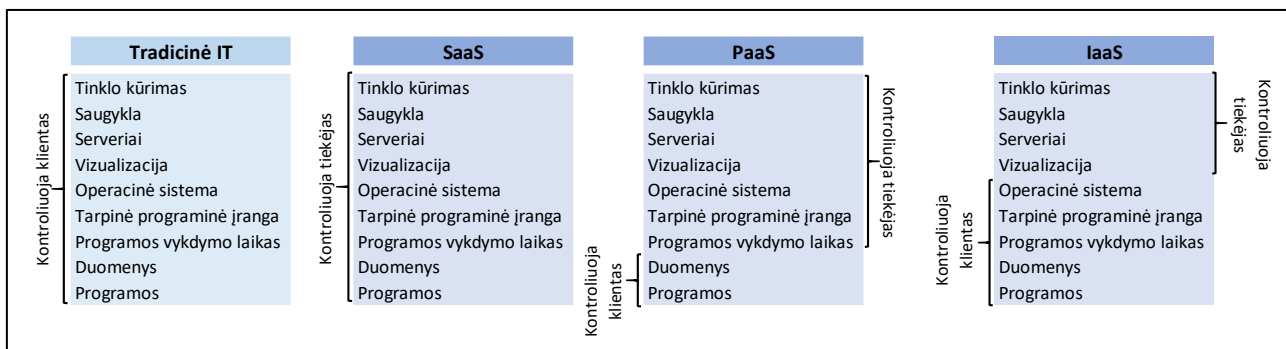 Tradicinė IT
Kontroliuoja klientas
Tinklo kūrimas
Saugykla
Serveriai
Vizualizacija
Operacinė sistema
Tarpinė programinė įranga
Programos vykdymo laikas
Duomenys
Programos
SaaS
Kontroliuoja tiekėjas
Tinklo kūrimas
Saugykla
Serveriai
Vizualizacija
Operacinė sistema
Tarpinė programinė įranga
Programos vykdymo laikas
Duomenys
Programos
PaaS
Tinklo kūrimas
Saugykla
Serveriai
Vizualizacija
Operacinė sistema
Tarpinė programinė įranga
Programos vykdymo laikas
Duomenys
Programos
Kontroliuoja tiekėjas
Kontroliuoja
klientas
IaaS
Tinklo kūrimas
Saugykla
Serveriai
Vizualizacija
Operacinė sistema
Tarpinė programinė įranga
Programos vykdymo laikas
Duomenys
Programos
Kontroliuoja
tiekėjas
Kontroliuoja
klientas